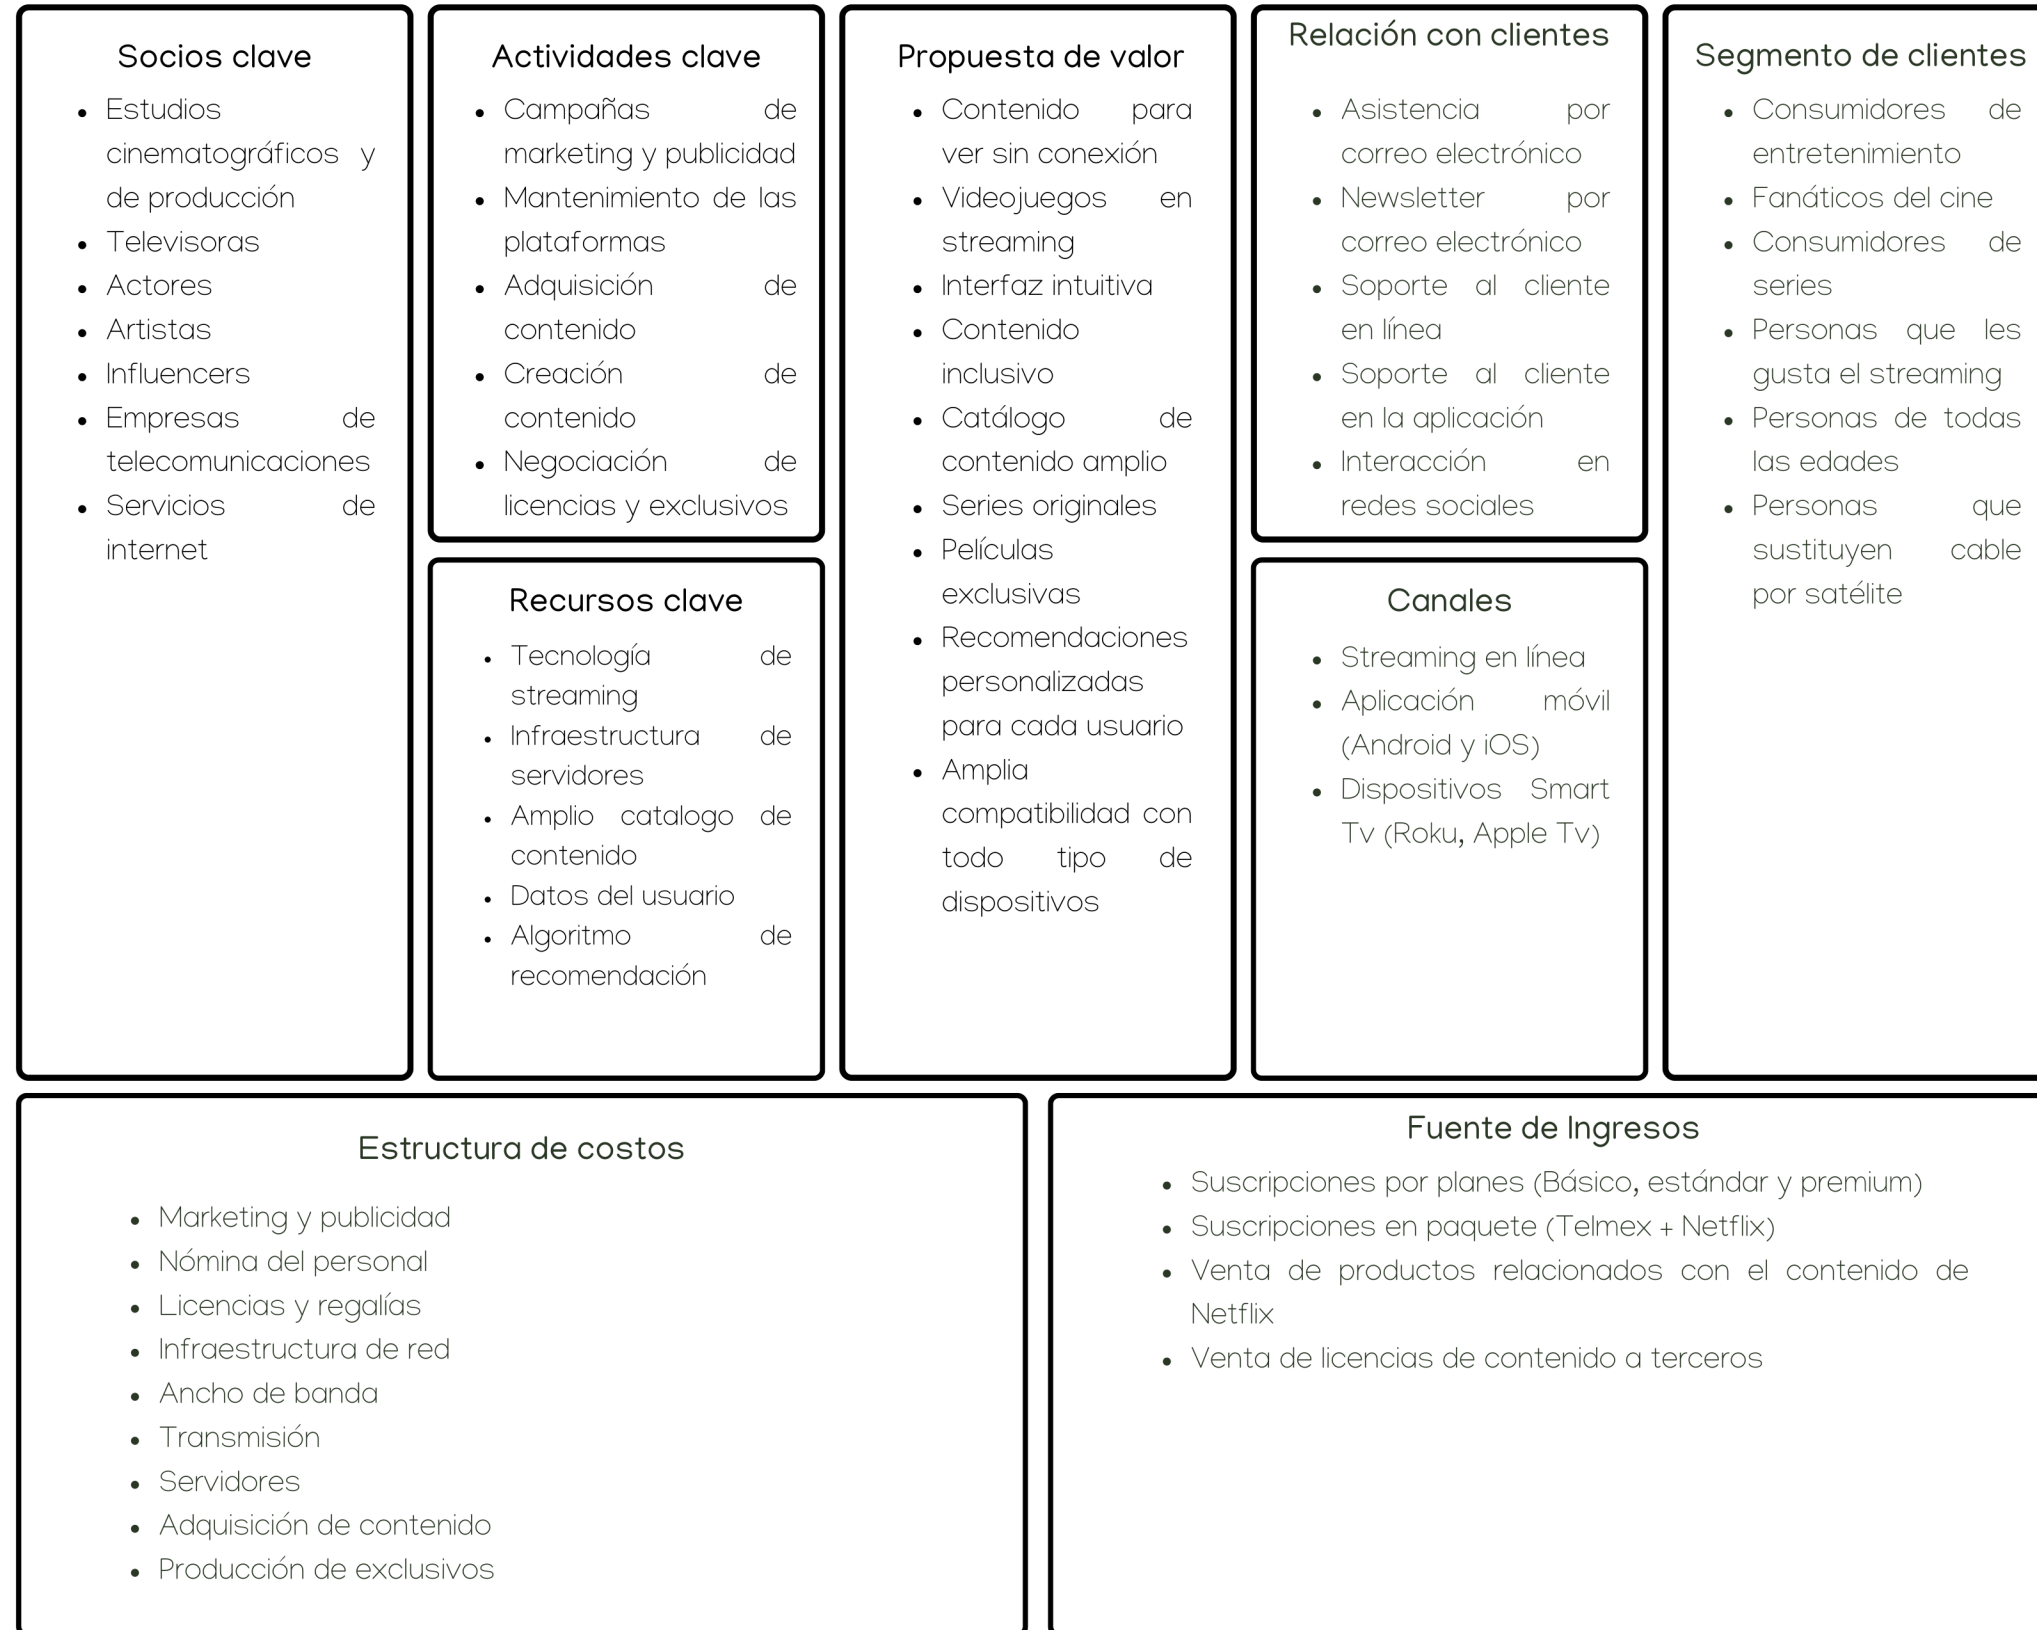 Socios clave
• Estudios
cinematográficos y
de producción
• Televisoras
• Actores
• Artistas
• Influencers
• Empresas de
telecomunicaciones
• Servicios de
internet
Actividades clave
• Campañas de
marketing y publicidad
• Mantenimiento de las
plataformas
• Adquisición de
contenido
• Creación de
contenido
• Negociación de
licencias y exclusivos
Recursos clave
• Tecnología de
streaming
• Infraestructura de
servidores
• Amplio catalogo de
contenido
• Datos del usuario
• Algoritmo de
recomendación
Propuesta de valor
• Contenido para
ver sin conexión
• Videojuegos en
streaming
• Interfaz intuitiva
• Contenido
inclusivo
• Catálogo de
contenido amplio
• Series originales
• Películas
exclusivas
• Recomendaciones
personalizadas
para cada usuario
• Amplia
compatibilidad con
todo tipo de
dispositivos
Relación con clientes
• Asistencia por
correo electrónico
• Newsletter por
correo electrónico
• Soporte al cliente
en línea
• Soporte al cliente
en la aplicación
• Interacción en
redes sociales
Canales
• Streaming en línea
• Aplicación móvil
(Android y iOS)
• Dispositivos Smart
Tv (Roku, Apple Tv)
Segmento de clientes
• Consumidores de
entretenimiento
• Fanáticos del cine
• Consumidores de
series
• Personas que les
gusta el streaming
• Personas de todas
las edades
• Personas que
sustituyen cable
por satélite
Estructura de costos
• Marketing y publicidad
• Nómina del personal
• Licencias y regalías
• Infraestructura de red
• Ancho de banda
• Transmisión
• Servidores
• Adquisición de contenido
• Producción de exclusivos
Fuente de Ingresos
• Suscripciones por planes (Básico, estándar y premium)
• Suscripciones en paquete (Telmex + Netflix)
• Venta de productos relacionados con el contenido de
Netflix
• Venta de licencias de contenido a terceros